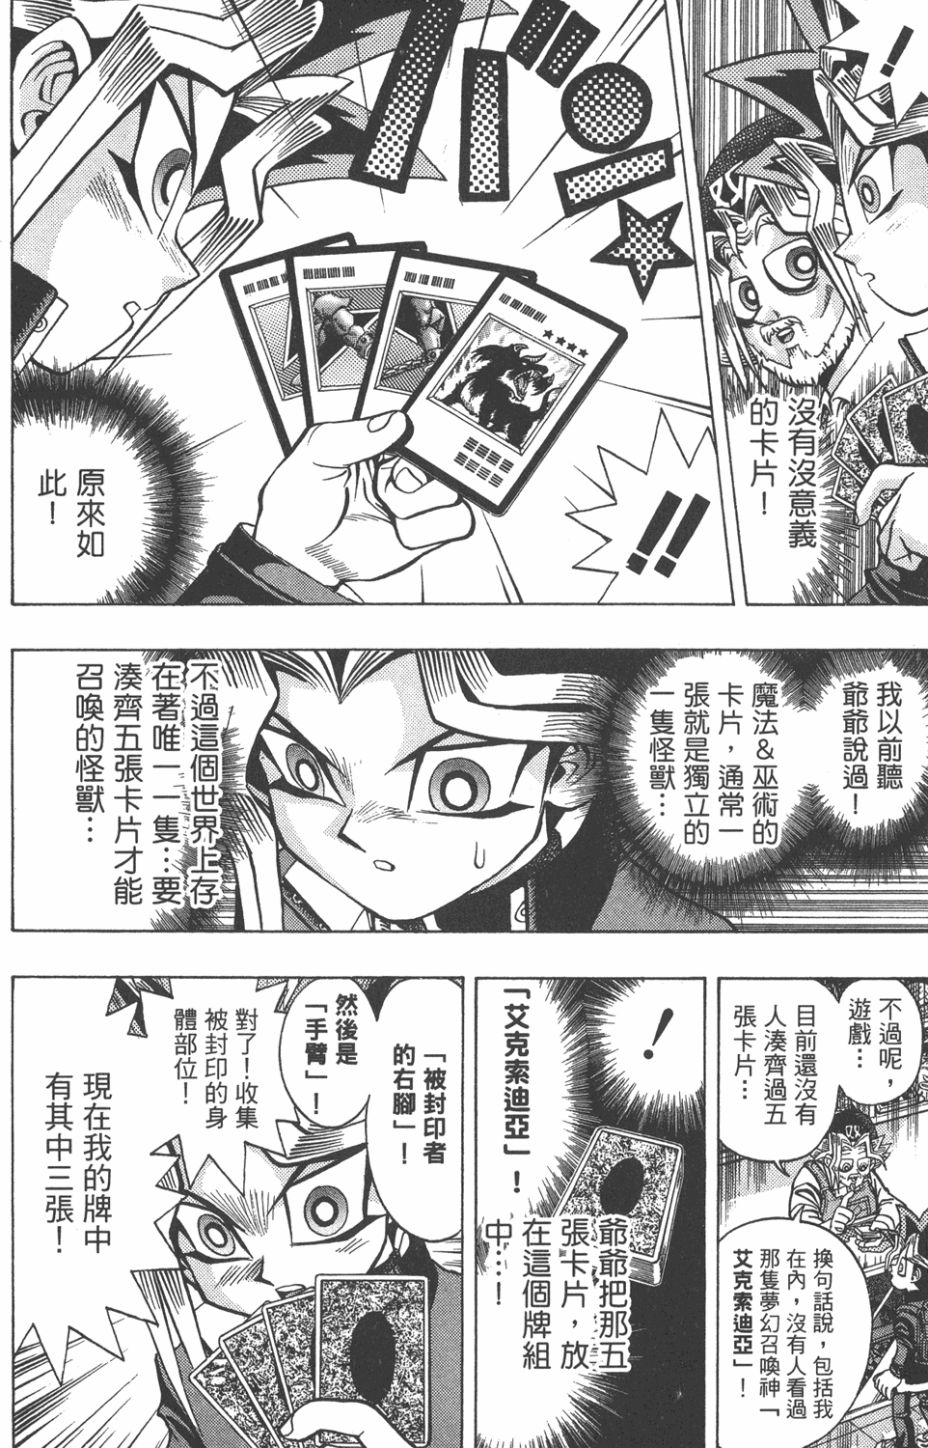 !
沒有沒意義
的卡片！
バーン
!!
原來如
此！
我以前聽
爺爺說過！
魔法&巫術的
卡片，通常一
張就是獨立的
一隻怪獸…
不過這個世界上存
在著唯一一隻…要
湊齊五張卡片才能
召喚的怪獸…
不過呢，
遊戲…
目前還沒有
人湊齊過五
張卡片…
換句話說，包括我
在內，沒有人看過
那隻夢幻召喚神「
艾克索迪亞」！
！
爺爺把那五
張卡片，放
在這個牌組
中…！
「艾克索迪亞」！
「被封印者
的右腳」！
然後是
「手臂」！
對了！收集
被封印的身
體部位！
現在我的牌中
有其中三張！